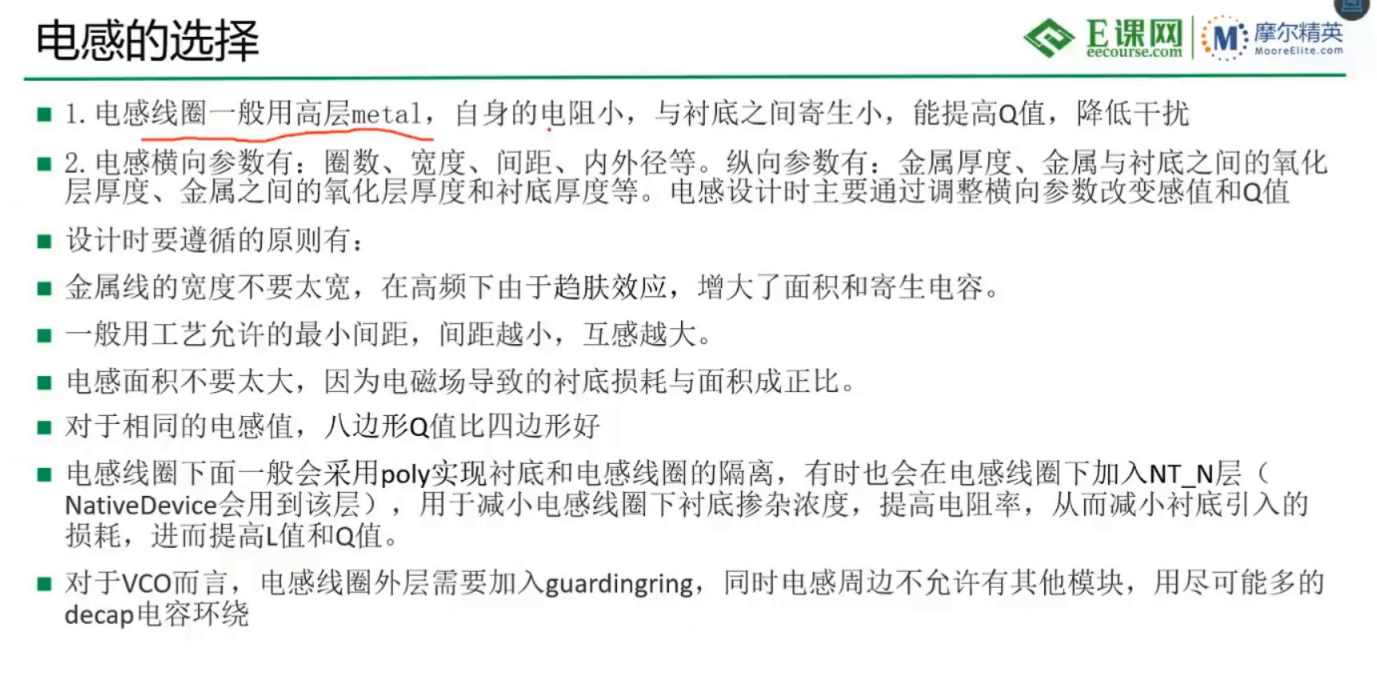 电感的选择
E课网
eecourse.com
摩尔精英
MooreElite.com
1. 电感线圈一般用高层metal，自身的电阻小，与衬底之间寄生小，能提高Q值，降低干扰
2. 电感横向参数有：圈数、宽度、间距、内外径等。纵向参数有：金属厚度、金属与衬底之间的氧化
层厚度、金属之间的氧化层厚度和衬底厚度等。电感设计时主要通过调整横向参数改变感值和Q值
设计时要遵循的原则有：
金属线的宽度不要太宽，在高频下由于趋肤效应，增大了面积和寄生电容。
一般用工艺允许的最小间距，间距越小，互感越大。
电感面积不要太大，因为电磁场导致的衬底损耗与面积成正比。
对于相同的电感值，八边形Q值比四边形好
电感线圈下面一般会采用poly实现衬底和电感线圈的隔离，有时也会在电感线圈下加入NT_N层（
NativeDevice会用到该层），用于减小电感线圈下衬底掺杂浓度，提高电阻率，从而减小衬底引入的
损耗，进而提高L值和Q值。
对于VCO而言，电感线圈外层需要加入guardingring，同时电感周边不允许有其他模块，用尽可能多的
decap电容环绕